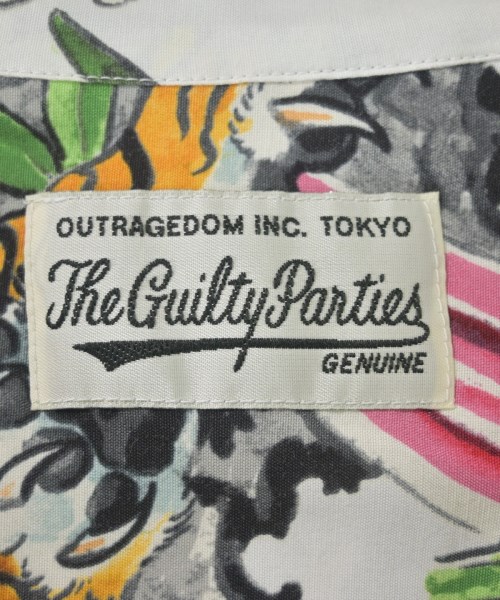 OUTRAGEDOM INC. TOKYO
The Guilty Parties
GENUINE